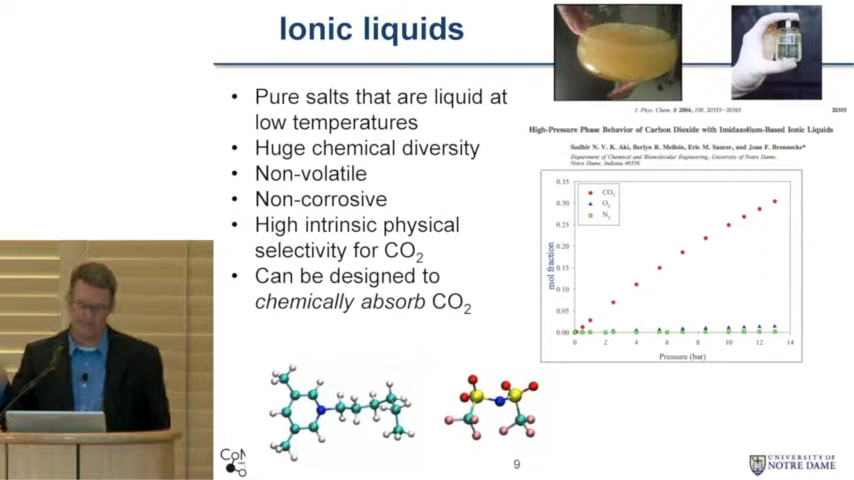 Ionic liquids
• Pure salts that are liquid at
low temperatures
• Huge chemical diversity
• Non-volatile
• Non-corrosive
• High intrinsic physical
selectivity for CO2
• Can be designed to
chemically absorb CO2
J. Phys. Chem. B 2004, 108, 20355-20365
20355
High-Pressure Phase Behavior of Carbon Dioxide with Imidazolium-Based Ionic Liquids
Sudhir N. V. K. Aki, Berlyn R. Mellein, Eric M. Saurer, and Joan F. Brennecke*
Department of Chemical and Biomolecular Engineering, University of Notre Dame,
Notre Dame, Indiana 46556
CO2
O2
N2
0.35
0.30
0.25
0.20
0.15
0.10
0.05
0.00
mol fraction
0 2 4 6 8 10 12 14
Pressure (bar)
9
UNIVERSITY OF
NOTRE DAME